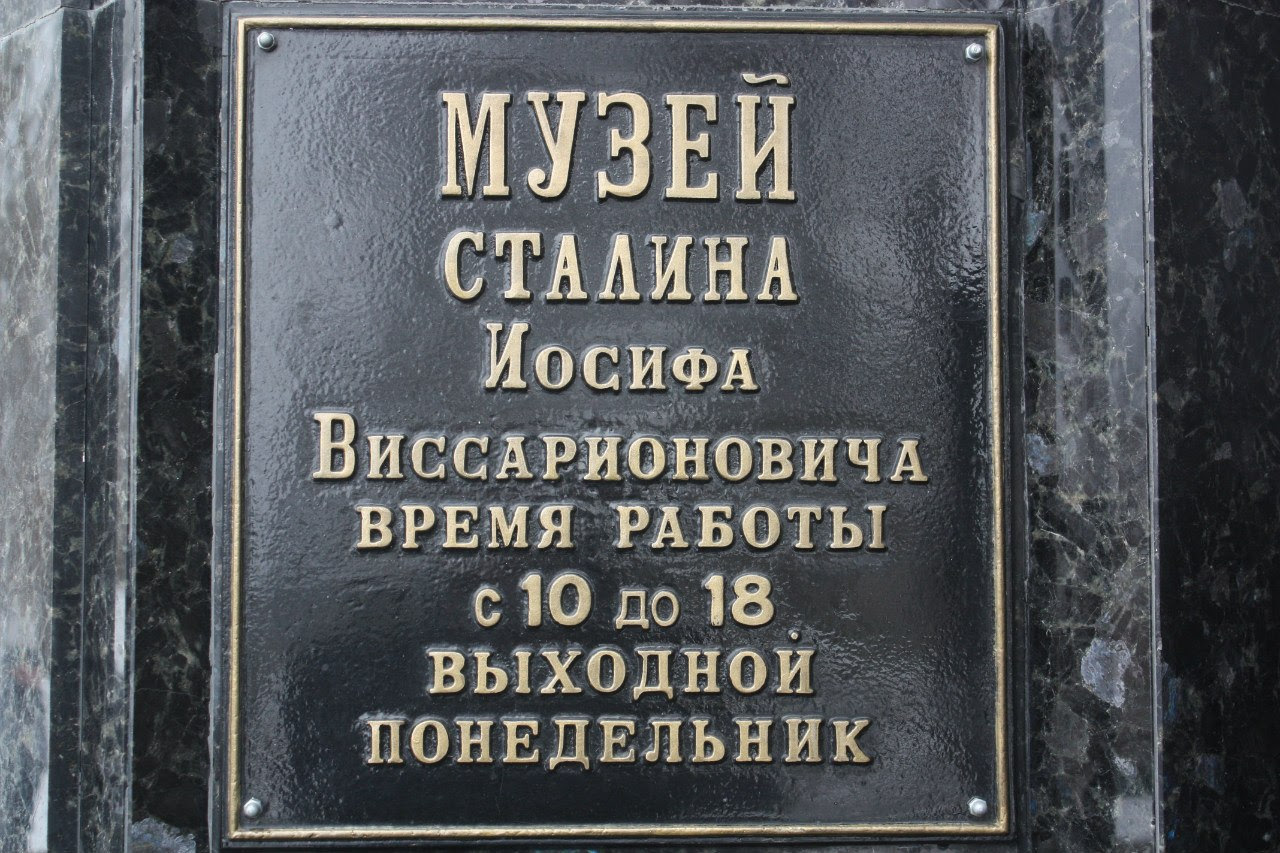 МУЗЕЙ
СТАЛИНА
ИОСИФА
ВИССАРИОНОВИЧА
ВРЕМЯ РАБОТЫ
с 10 до 18
ВЫХОДНОЙ
ПОНЕДЕЛЬНИК